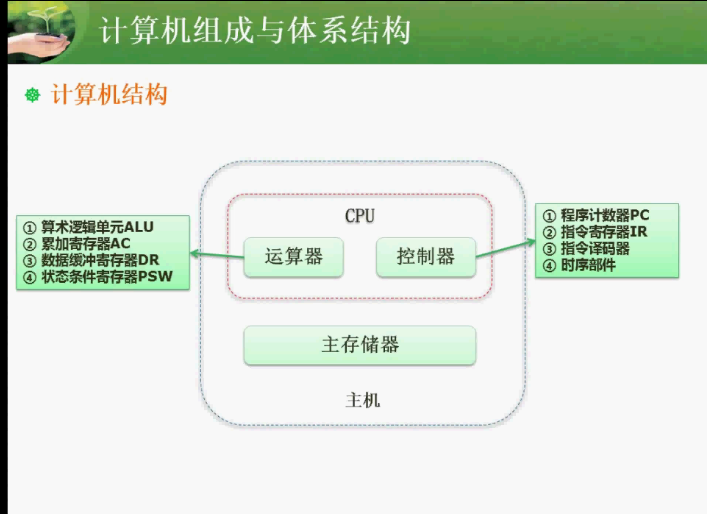 计算机组成与体系结构
计算机结构
CPU
运算器
控制器
主存储器
主机
① 算术逻辑单元ALU
② 累加寄存器AC
③ 数据缓冲寄存器DR
④ 状态条件寄存器PSW
① 程序计数器PC
② 指令寄存器IR
③ 指令译码器
④ 时序部件